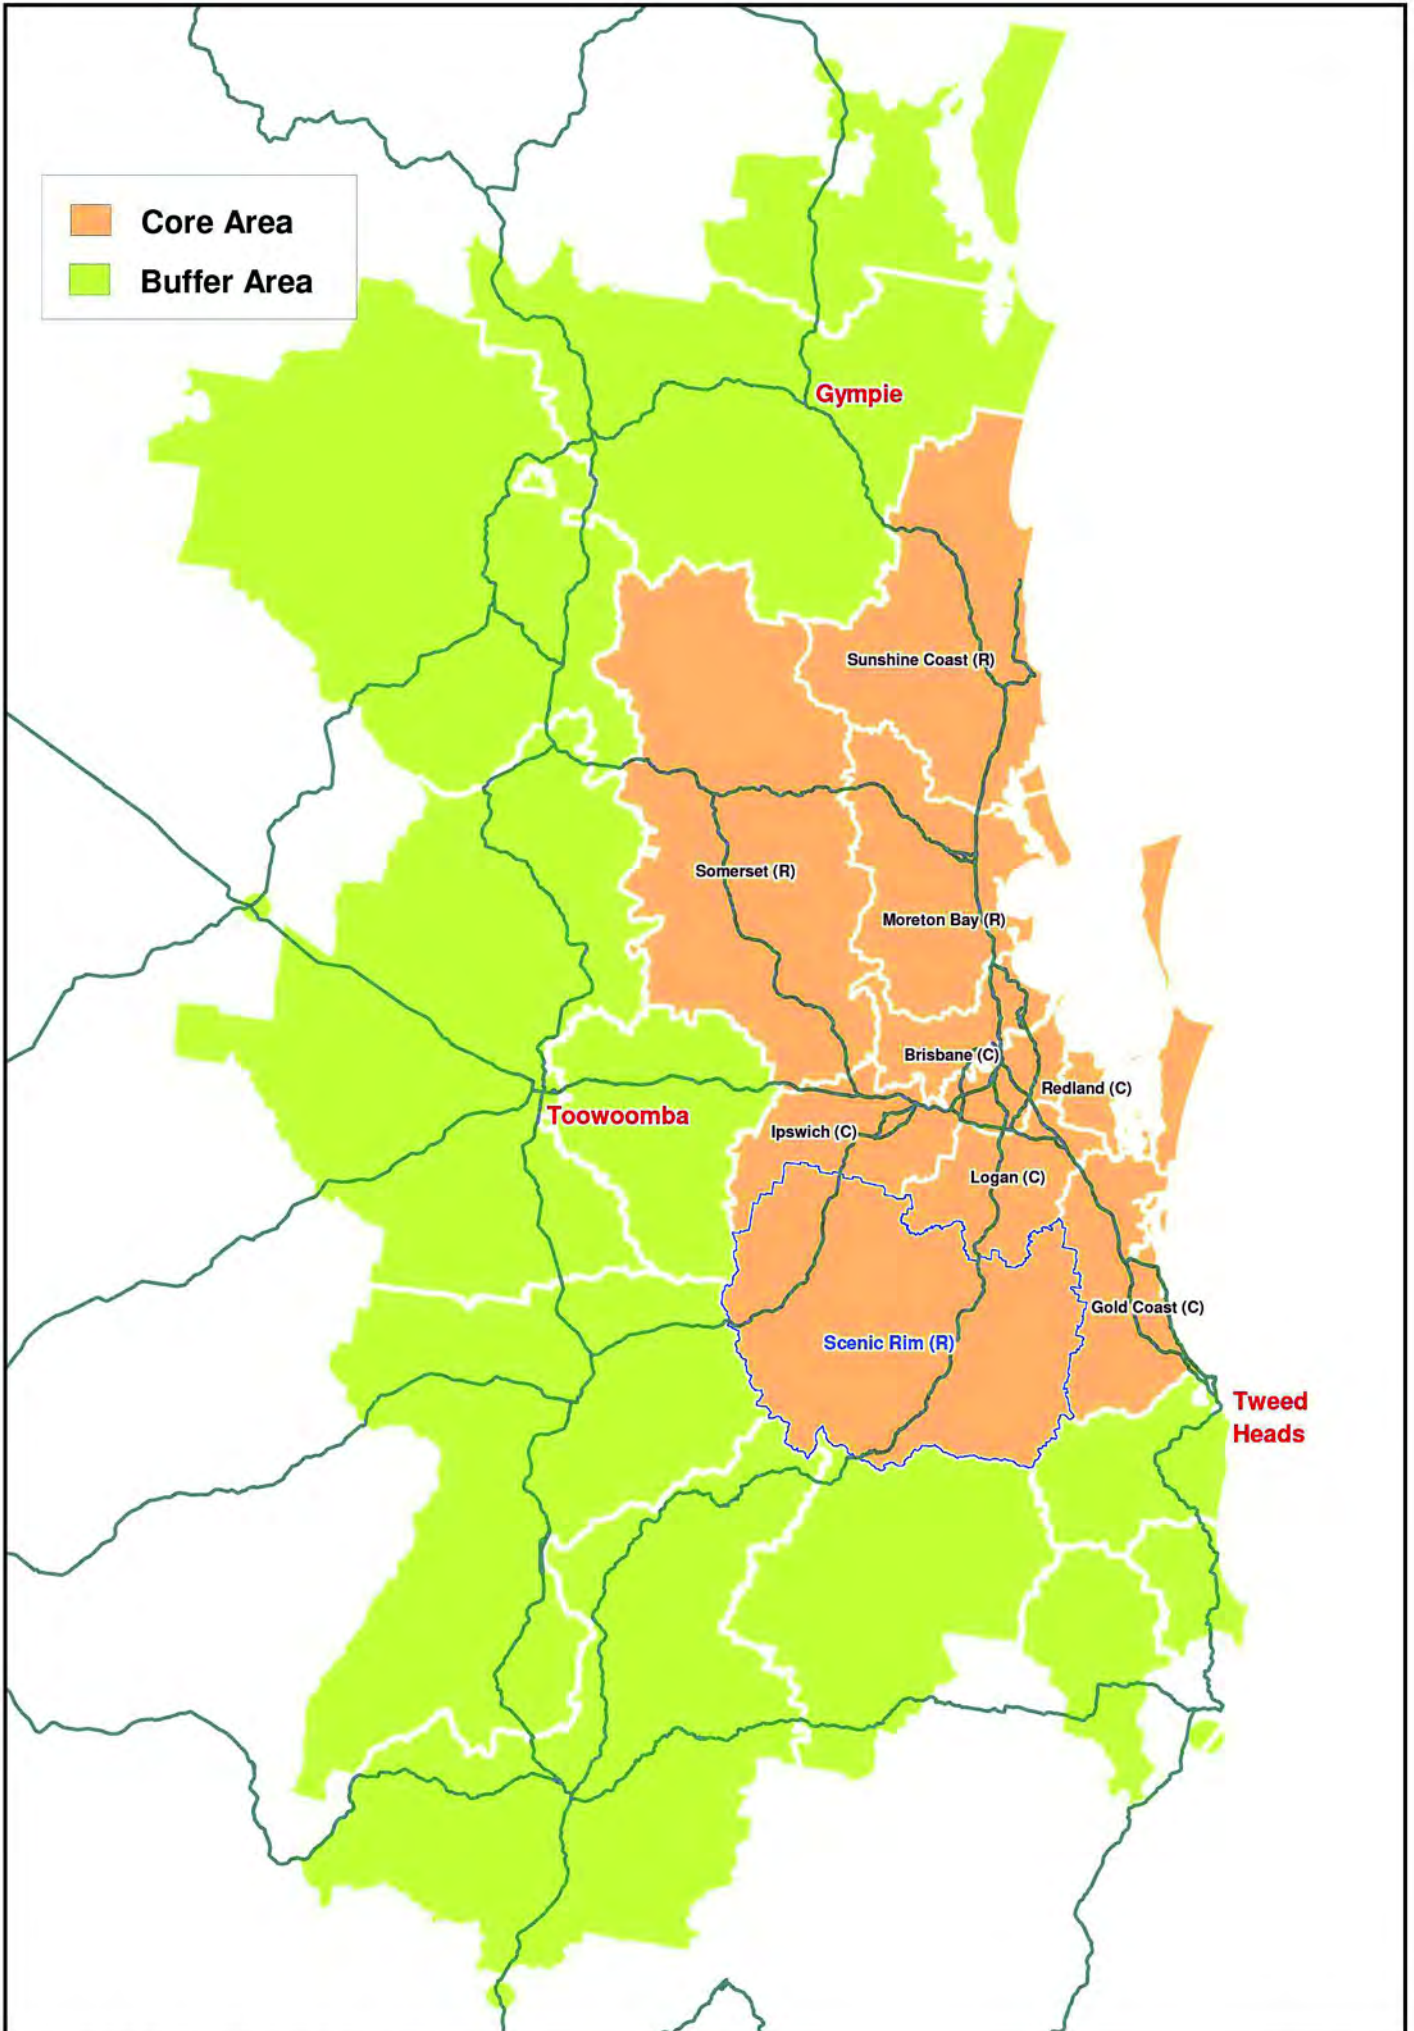 Core Area
Buffer Area
Gympie
Sunshine Coast (R)
Somerset (R)
Moreton Bay (R)
Brisbane (C)
Redland (C)
Toowoomba
Ipswich (C)
Logan (C)
Gold Coast (C)
Scenic Rim (R)
Tweed
Heads